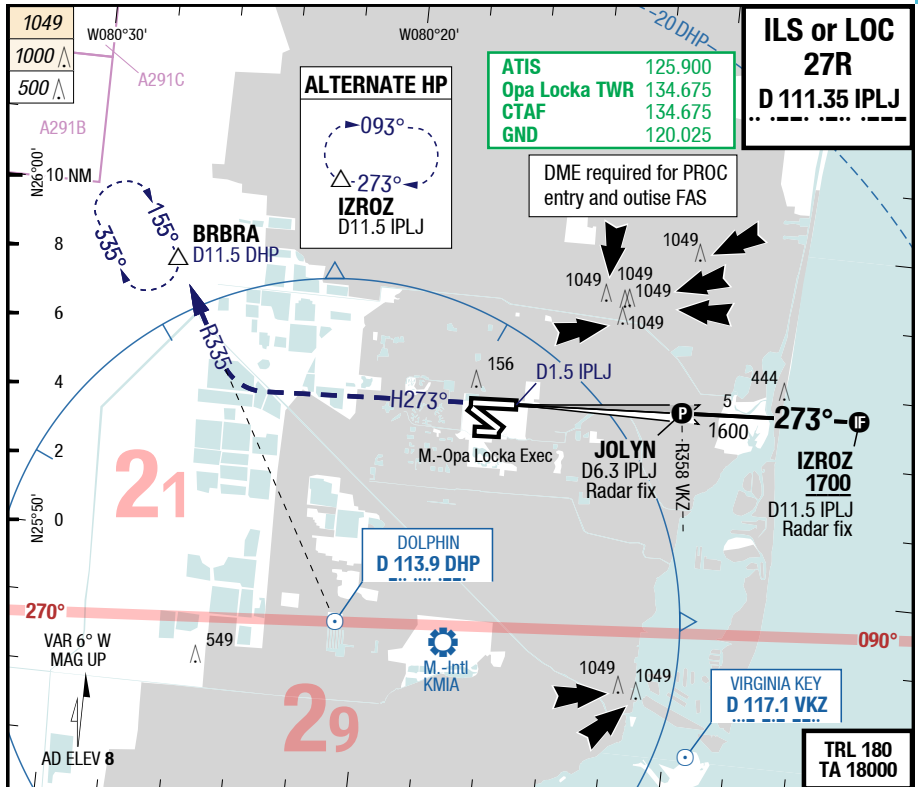 1049
1000
500
W080°30'
W080°20'
20 DHP
ILS or LOC
27R
D 111.35 IPLJ
A291C
A291B
ALTERNATE HP
093°
273°
IZROZ
D11.5 IPLJ
ATIS 125.900
Opa Locka TWR 134.675
CTAF 134.675
GND 120.025
DME required for PROC
entry and outise FAS
N26°00'
10 NM
8
6
4
2
0
N25°50'
155°
335°
BRBRA
D11.5 DHP
R335
1049
1049
1049
1049
1049
156
D1.5 IPLJ
H273°
M.-Opa Locka Exec
444
5
1600
273°
P
IF
JOLYN
D6.3 IPLJ
Radar fix
R358 VKZ
IZROZ
1700
D11.5 IPLJ
Radar fix
21
DOLPHIN
D 113.9 DHP
270°
090°
VAR 6° W
MAG UP
549
M.-Intl
KMIA
1049
1049
VIRGINIA KEY
D 117.1 VKZ
29
AD ELEV 8
TRL 180
TA 18000